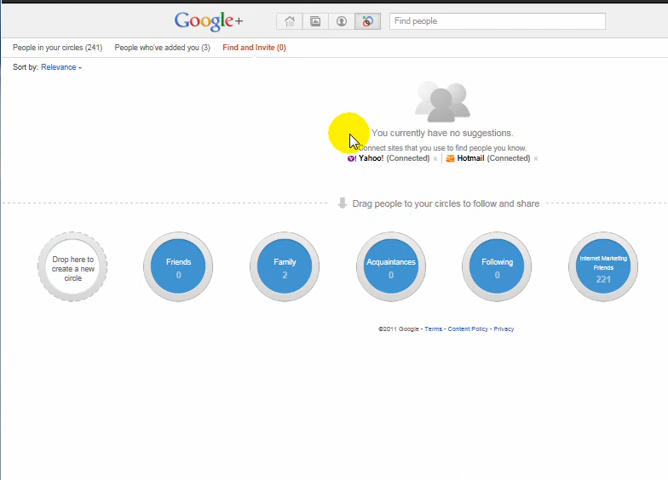 Google+
Find people
People in your circles (241) People who've added you (3) Find and Invite (0)
Sort by: Relevance
You currently have no suggestions.
Connect sites that you use to find people you know.
Yahoo! (Connected) × | Hotmail (Connected) ×
Drag people to your circles to follow and share
Drop here to
create a new
circle
Friends
0
Family
2
Acquaintances
0
Following
0
Internet Marketing
Friends
221
©2011 Google - Terms - Content Policy - Privacy